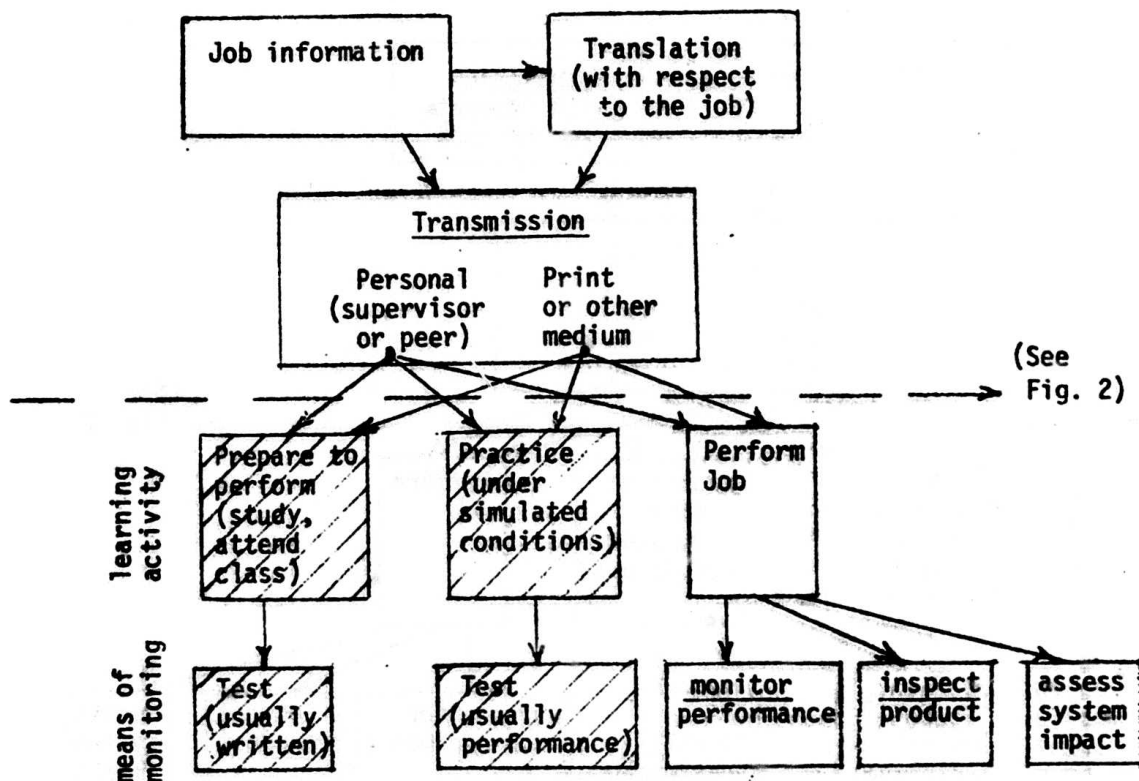 Job information
Translation
(with respect
to the job)
Transmission
Personal
(supervisor
or peer)
Print
or other
medium
(See
Fig. 2)
learning
activity
Prepare to
perform
(study,
attend
class)
Practice
(under
simulated
conditions)
Perform
Job
means of
monitoring
Test
(usually
written)
Test
(usually
performance)
monitor
performance
inspect
product
assess
system
impact